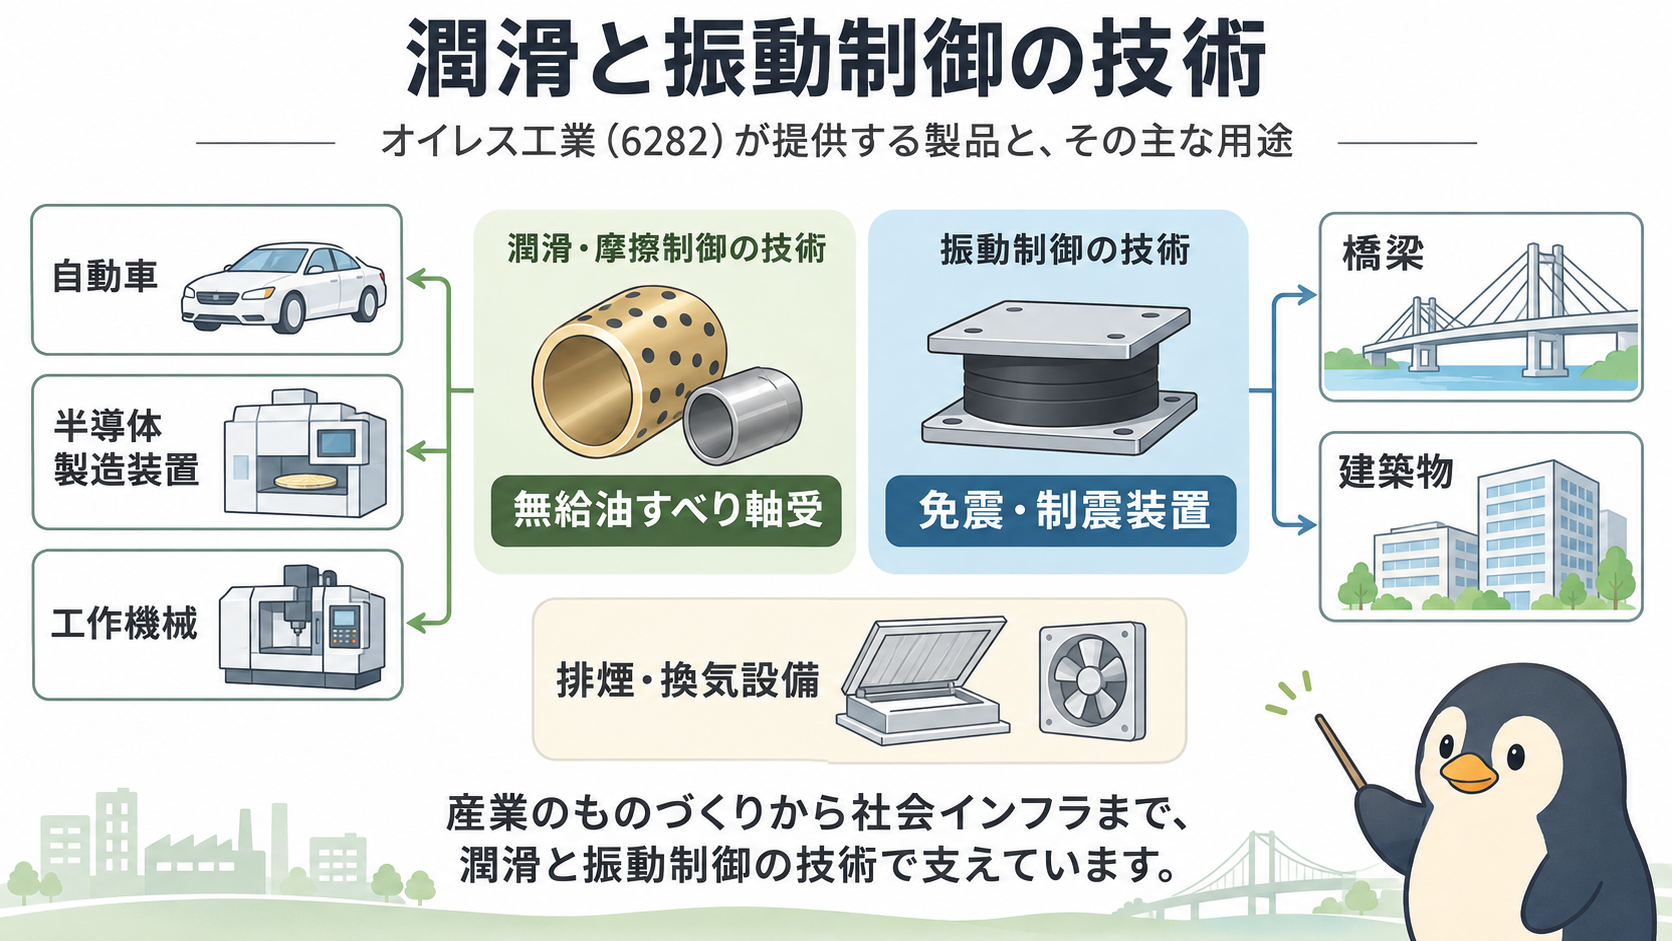 潤滑と振動制御の技術
オイレス工業（6282）が提供する製品と、その主な用途
自動車
半導体
製造装置
工作機械
潤滑・摩擦制御の技術
無給油すべり軸受
振動制御の技術
免震・制震装置
橋梁
建築物
排煙・換気設備
産業のものづくりから社会インフラまで、
潤滑と振動制御の技術で支えています。